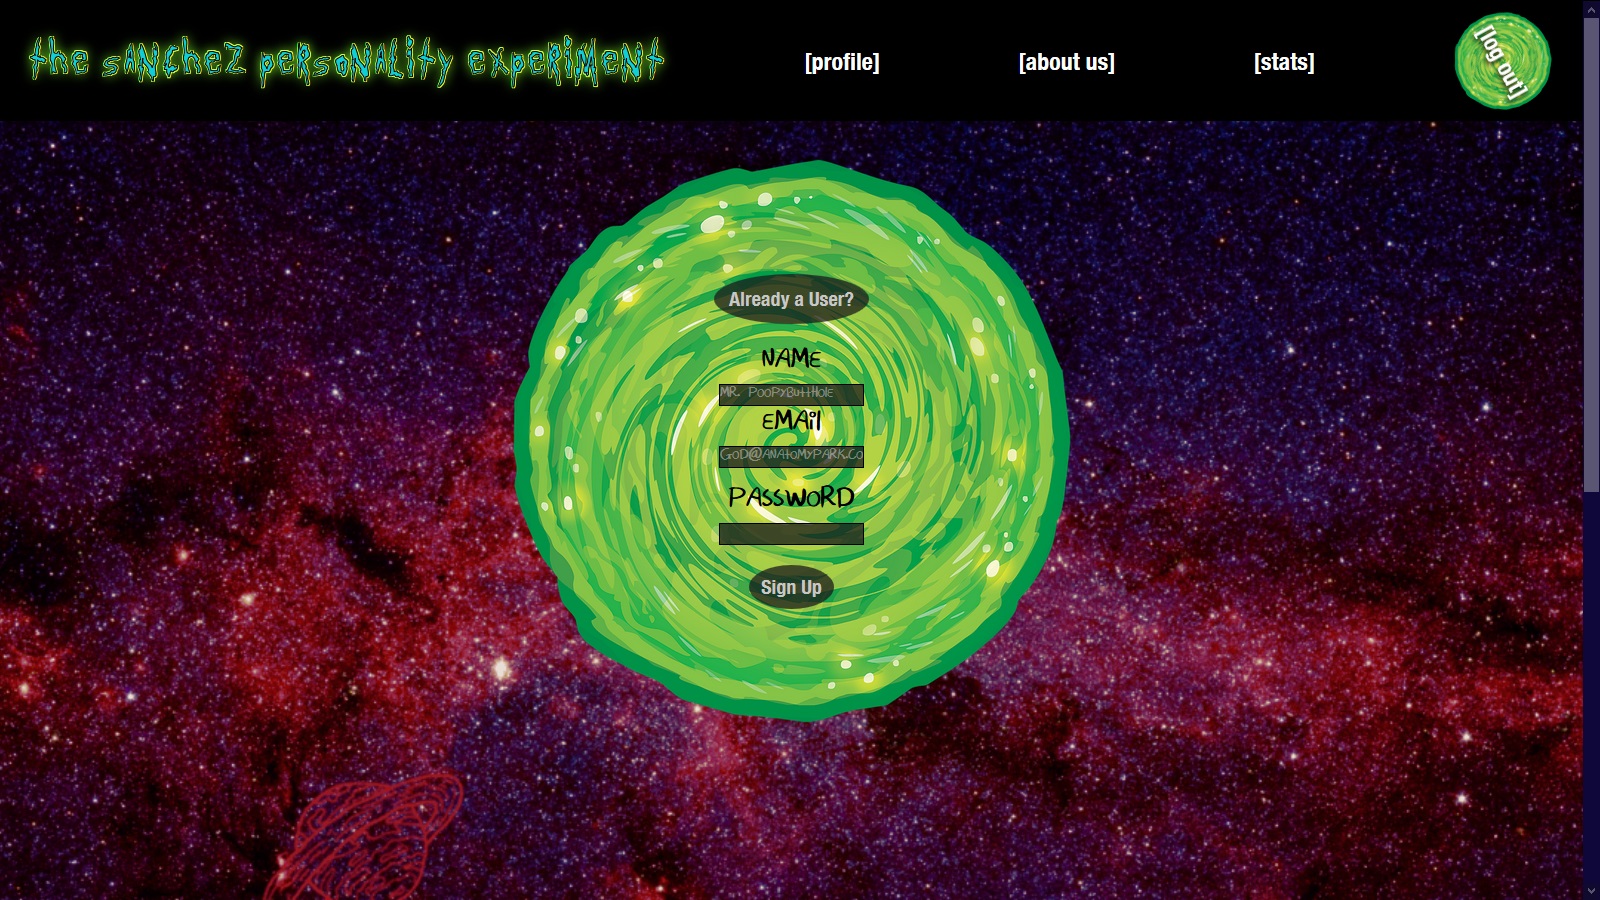 the SANcheZ peRsoNALity expeRiMeNt
[profile]
[about us]
[stats]
[log out]
Already a User?
NAME
MR. PooPyButtHole
eMAil
GoD@ANAtoMyPARK.co
PASSwoRD
Sign Up